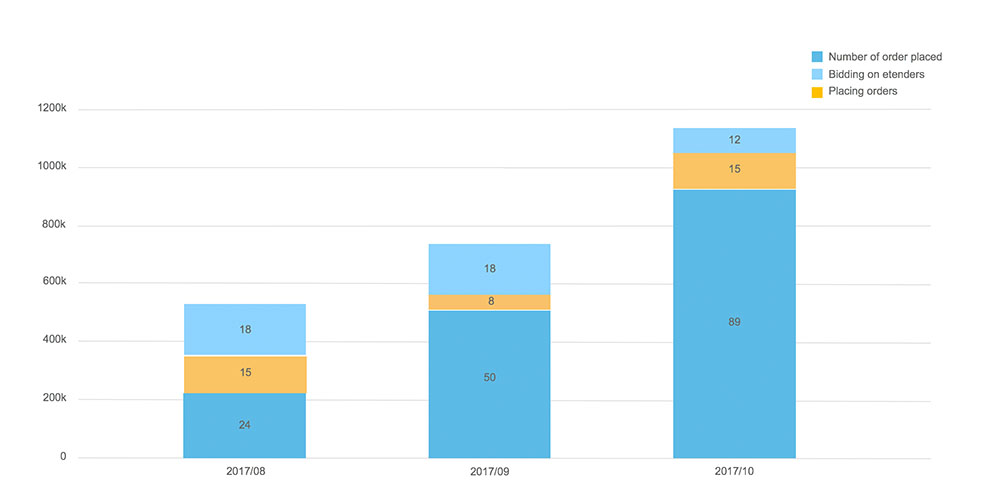 Number of order placed
Bidding on etenders
Placing orders
1200k
1000k
800k
600k
400k
200k
0
18
15
24
18
8
50
12
15
89
2017/08
2017/09
2017/10